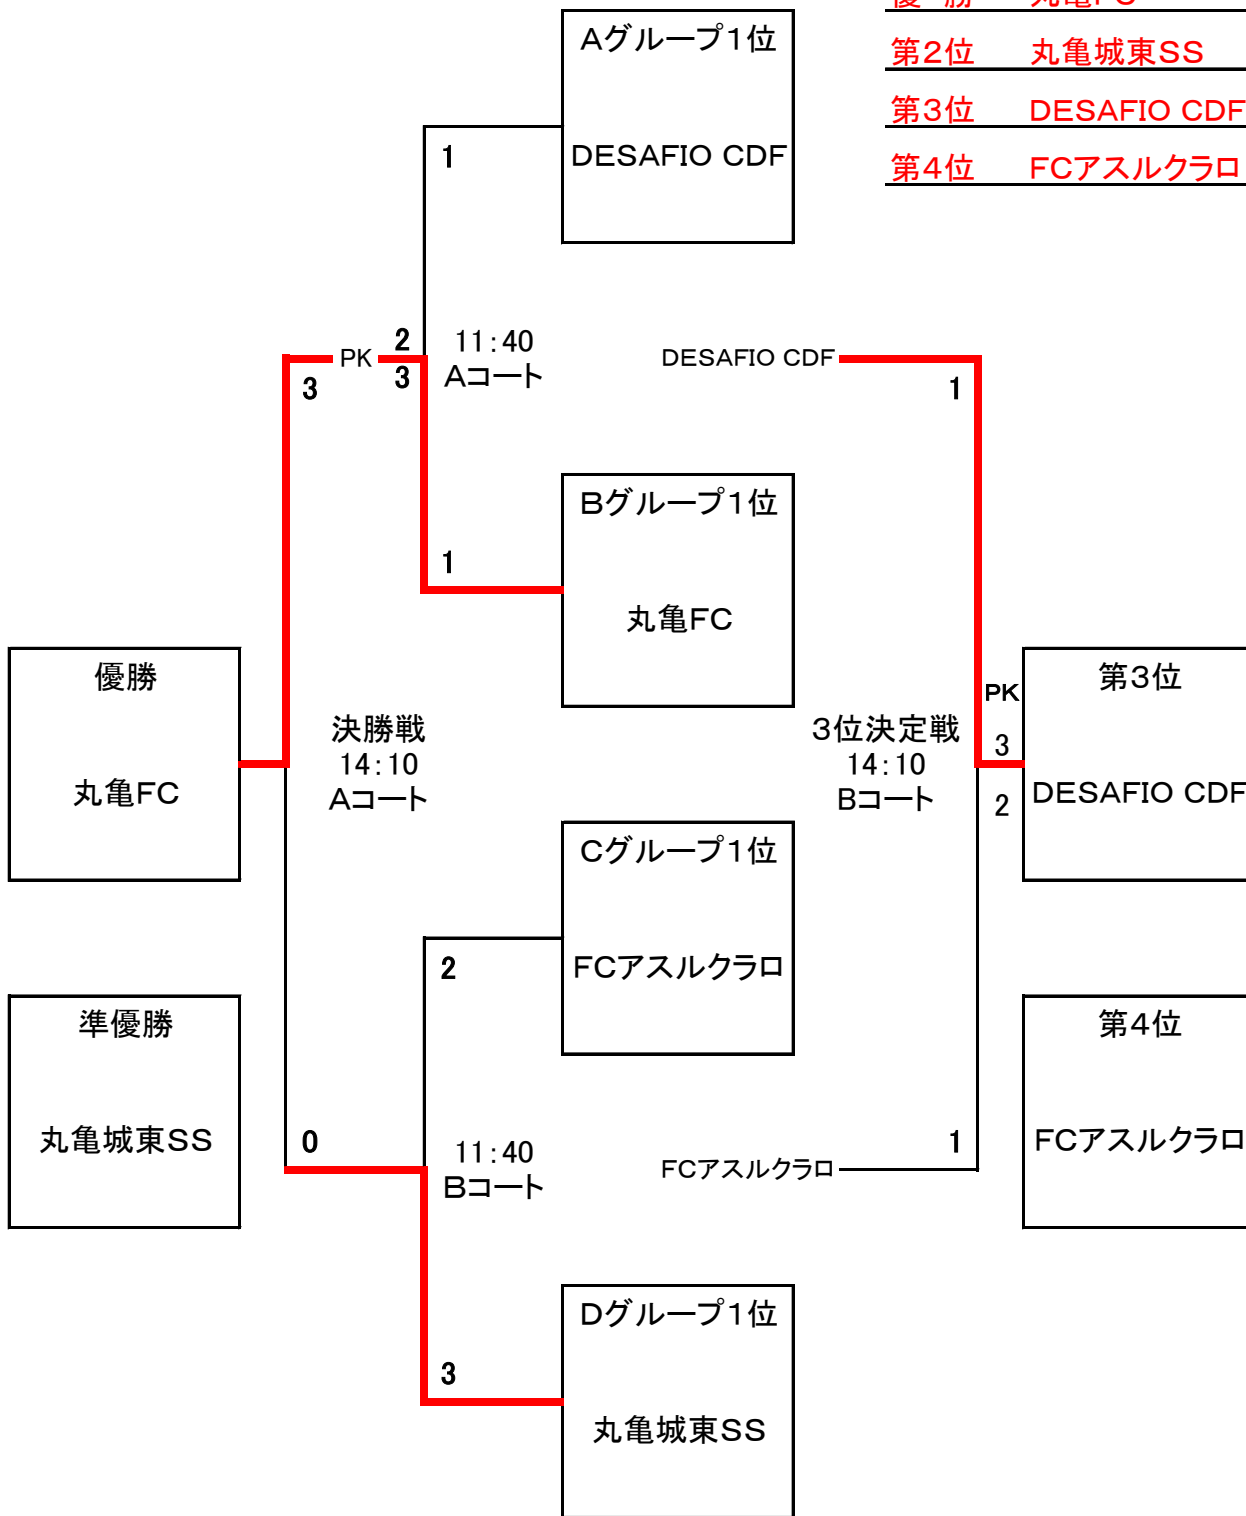 優 勝 丸亀FC
第2位 丸亀城東SS
第3位 DESAFIO CDF
第4位 FCアスルクラロ
Aグループ1位
DESAFIO CDF
1
2
PK
3
3
11:40
Aコート
1
Bグループ1位
丸亀FC
DESAFIO CDF
1
優勝
丸亀FC
決勝戦
14:10
Aコート
3位決定戦
14:10
Bコート
PK
3
2
第3位
DESAFIO CDF
Cグループ1位
FCアスルクラロ
2
準優勝
丸亀城東SS
0
11:40
Bコート
FCアスルクラロ
1
第4位
FCアスルクラロ
3
Dグループ1位
丸亀城東SS